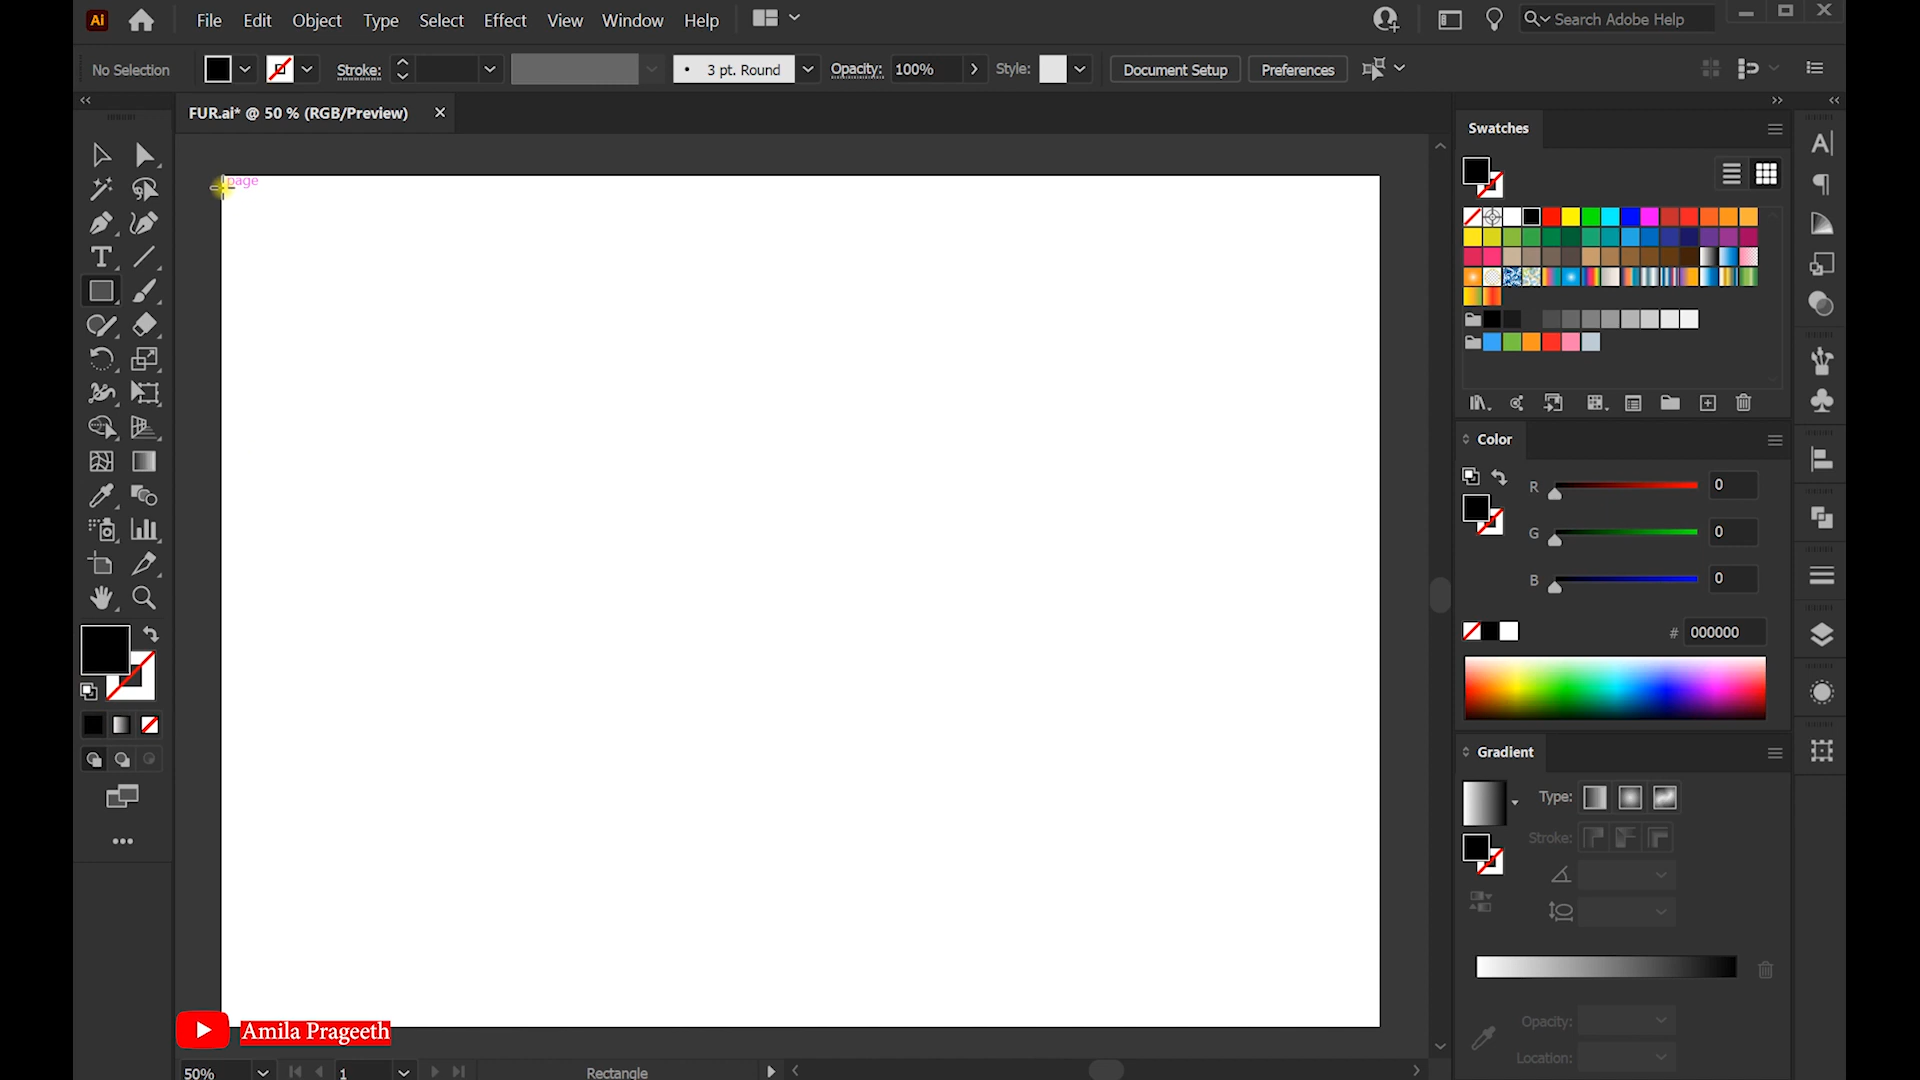 Ai File Edit Object Type Select Effect View Window Help Search Adobe Help
No Selection Stroke: 3 pt. Round Opacity: 100% Style: Document Setup Preferences
FUR.ai* @ 50 % (RGB/Preview)
page
Swatches
Color
R 0
G 0
B 0
# 000000
Gradient
Type:
Stroke:
Opacity:
Location:
Amila Prageeth
50% 1 Rectangle